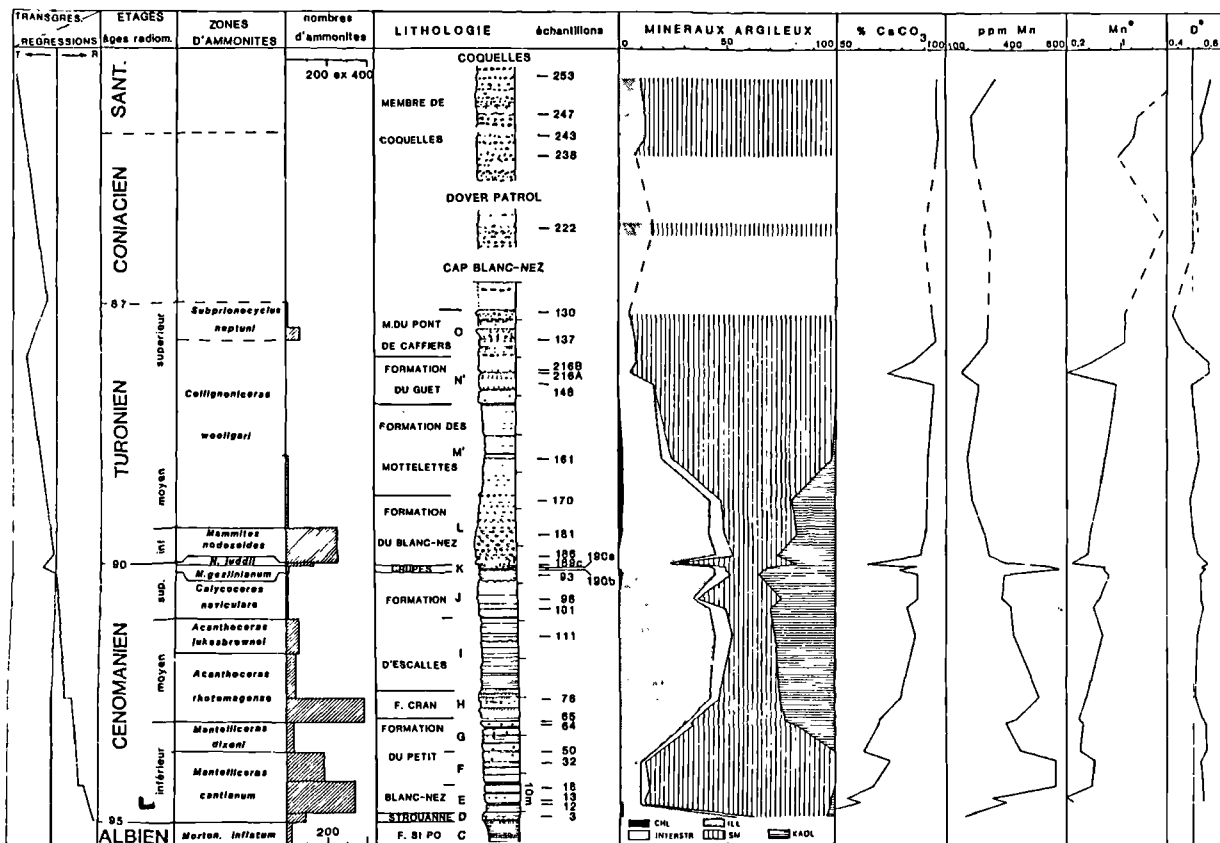 TRANSGRES.
REGRESSIONS
T R
ETAGES
âges radiom.
ZONES
D'AMMONITES
nombres
d'ammonites
200 ex 400
LITHOLOGIE
échantillons
MINERAUX ARGILEUX
0 50 100
% CaCO3
50 100
ppm Mn
100 400 800
Mn*
0,2 1
D*
0,4 0,6
SANT.
CONIACIEN
TURONIEN
CENOMANIEN
ALBIEN
superieur
moyen
inf
sup.
moyen
inférieur
87
90
95
Subprionocyclus
neptuni
Collignoniceras
woollgari
Mammites
nodosoides
N. juddii
M.geslinianum
Calycoceras
naviculare
Acanthoceras
jukesbrownei
Acanthoceras
rhotomagense
Mantelliceras
dixoni
Mantelliceras
cantianum
Morton. inflatum
200
COQUELLES
MEMBRE DE
COQUELLES
DOVER PATROL
CAP BLANC-NEZ
M.DU PONT
O
DE CAFFIERS
FORMATION
N'
DU GUET
FORMATION DES
M'
MOTTELETTES
FORMATION
L
DU BLANC-NEZ
CRUPES K
FORMATION J
I
D'ESCALLES
F. CRAN H
FORMATION
G
DU PETIT
F
BLANC-NEZ E
STROUANNE D
F. ST PO C
10m
253
247
243
238
222
130
137
216B
216A
148
161
170
181
186
189c
190a
190b
93
98
101
111
76
65
64
50
32
18
13
12
3
CHL ILL
INTERSTR SM KAOL